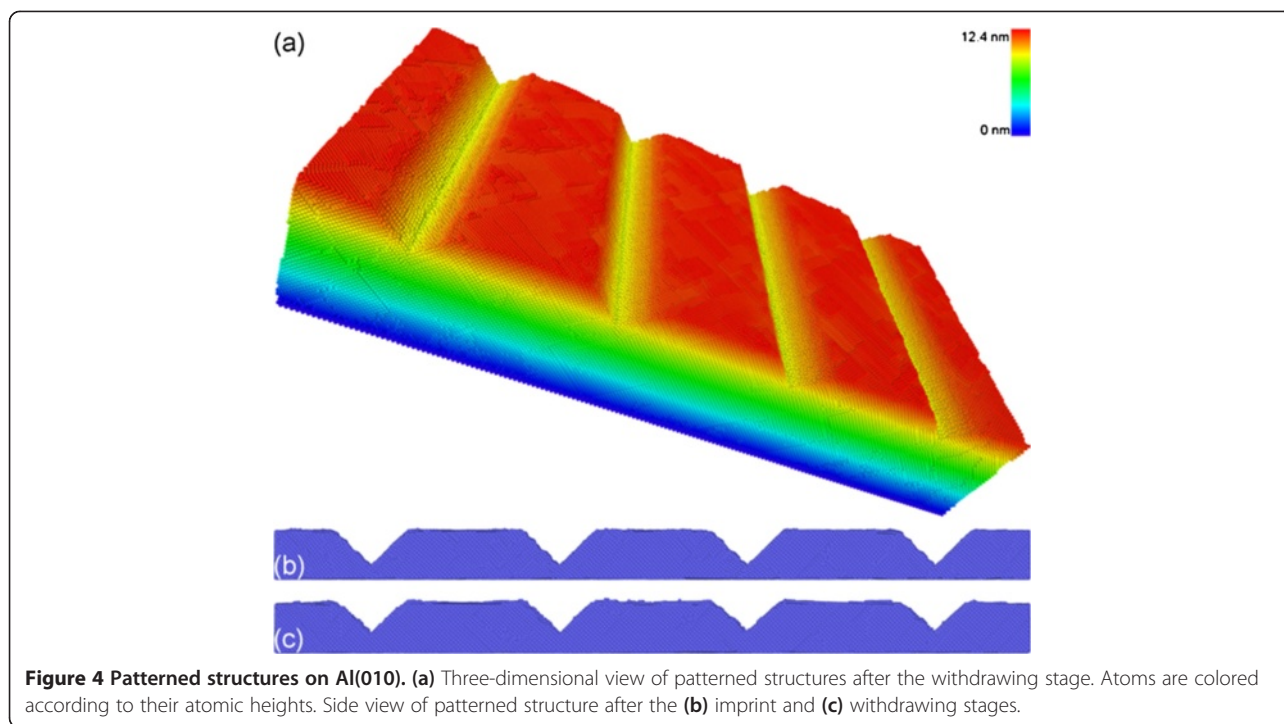 (a)
12.4 nm
0 nm
(b)
(c)
Figure 4 Patterned structures on Al(010). (a) Three-dimensional view of patterned structures after the withdrawing stage. Atoms are colored
according to their atomic heights. Side view of patterned structure after the (b) imprint and (c) withdrawing stages.